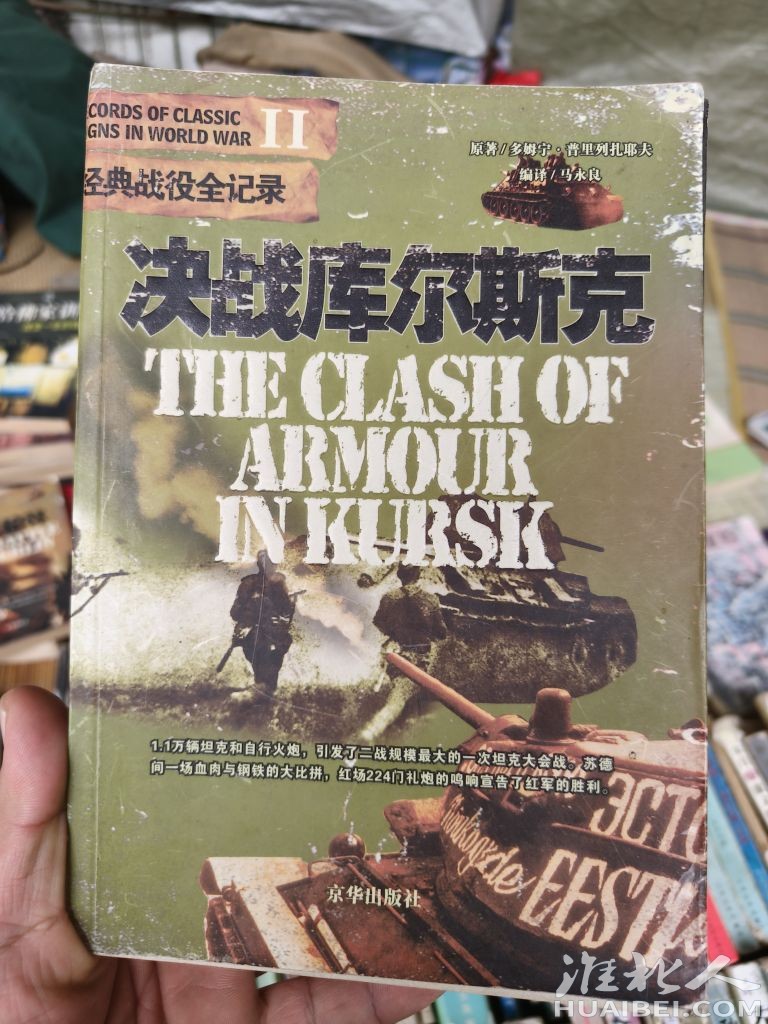 CORDS OF CLASSIC
GNS IN WORLD WAR II
经典战役全记录
原著/多姆宁·普里列扎耶夫
编译/马永良
决战库尔斯克
THE CLASH OF
ARMOUR
IN KURSK
1.1万辆坦克和自行火炮，引发了二战规模最大的一次坦克大会战。苏德
间一场血肉与钢铁的大比拼，红场224门礼炮的鸣响宣告了红军的胜利。
ЭСТО
EESTI
京华出版社
淮北人
HUAIBEI.COM